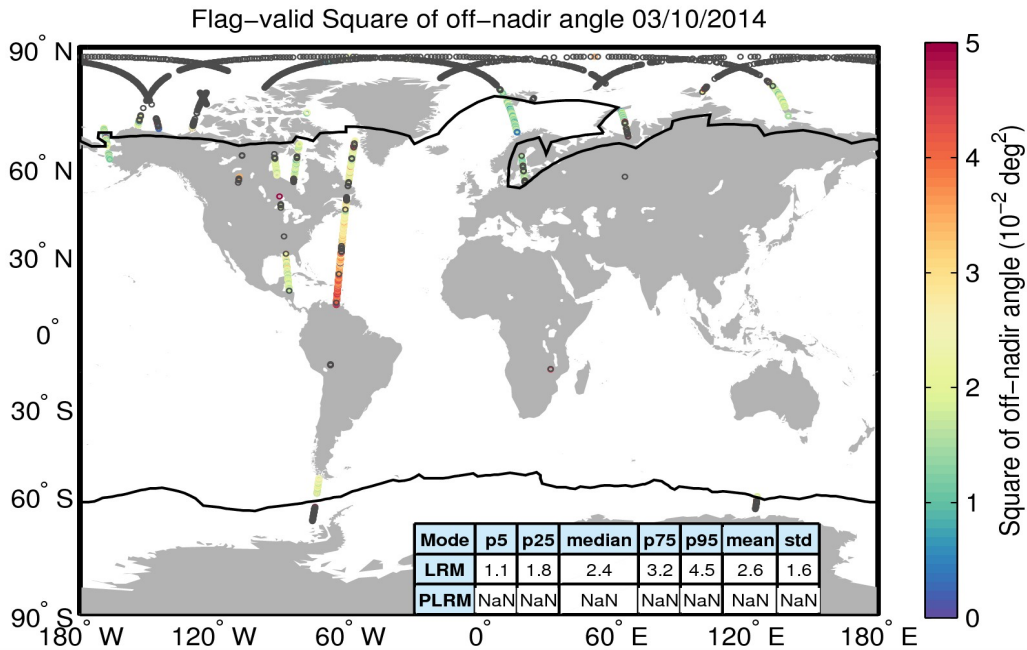 Flag−valid Square of off−nadir angle 03/10/2014
90° N
60° N
30° N
0°
30° S
60° S
90° S
180° W
120° W
60° W
0°
60° E
120° E
180° E
Mode p5 p25 median p75 p95 mean std
LRM 1.1 1.8 2.4 3.2 4.5 2.6 1.6
PLRM NaN NaN NaN NaN NaN NaN NaN
5
4
3
2
1
0
Square of off−nadir angle (10⁻² deg²)